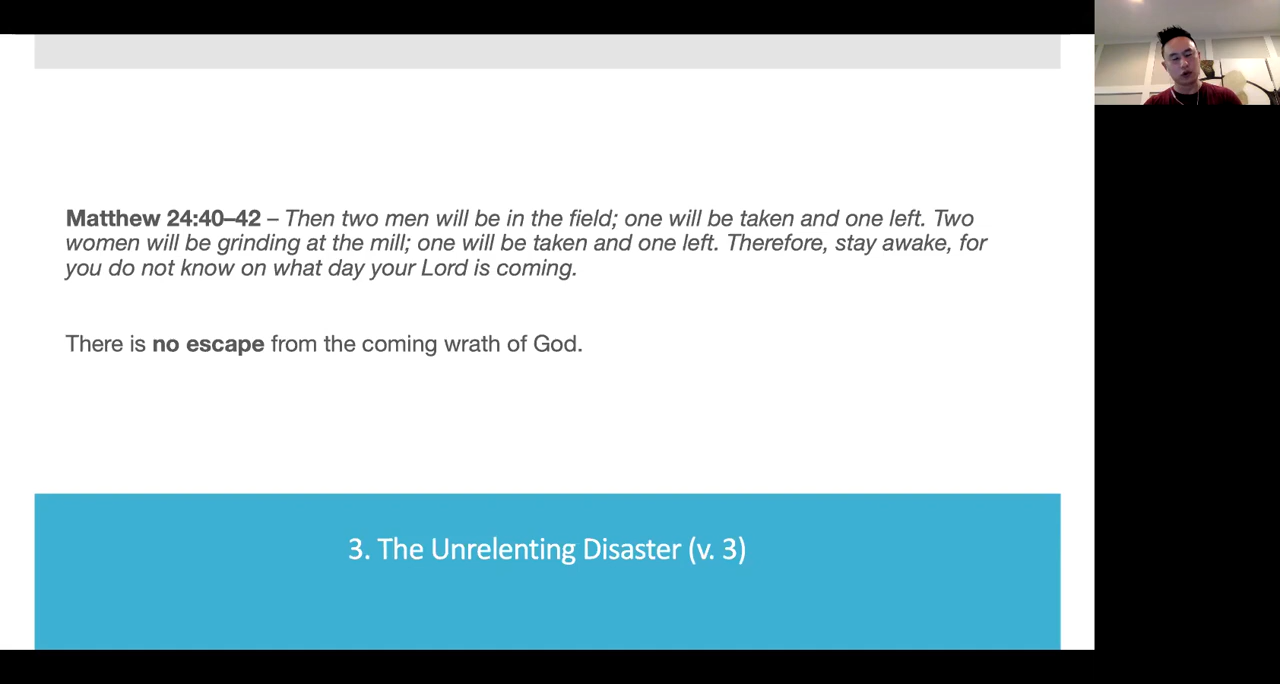 Matthew 24:40–42 – Then two men will be in the field; one will be taken and one left. Two
women will be grinding at the mill; one will be taken and one left. Therefore, stay awake, for
you do not know on what day your Lord is coming.
There is no escape from the coming wrath of God.
3. The Unrelenting Disaster (v. 3)